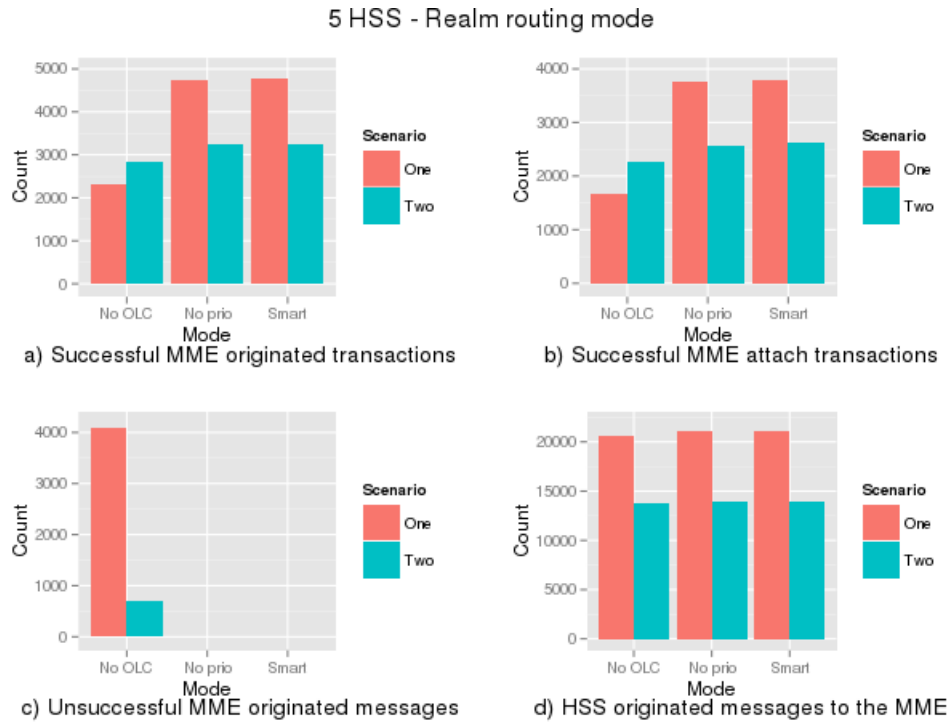 5 HSS - Realm routing mode
5000
4000
3000
2000
1000
0
Count
No OLC No prio Smart
Mode
Scenario
One
Two
a) Successful MME originated transactions
4000
3000
2000
1000
0
Count
No OLC No prio Smart
Mode
Scenario
One
Two
b) Successful MME attach transactions
4000
3000
2000
1000
0
Count
No OLC No prio Smart
Mode
Scenario
One
Two
c) Unsuccessful MME originated messages
20000
15000
10000
5000
0
Count
No OLC No prio Smart
Mode
Scenario
One
Two
d) HSS originated messages to the MME